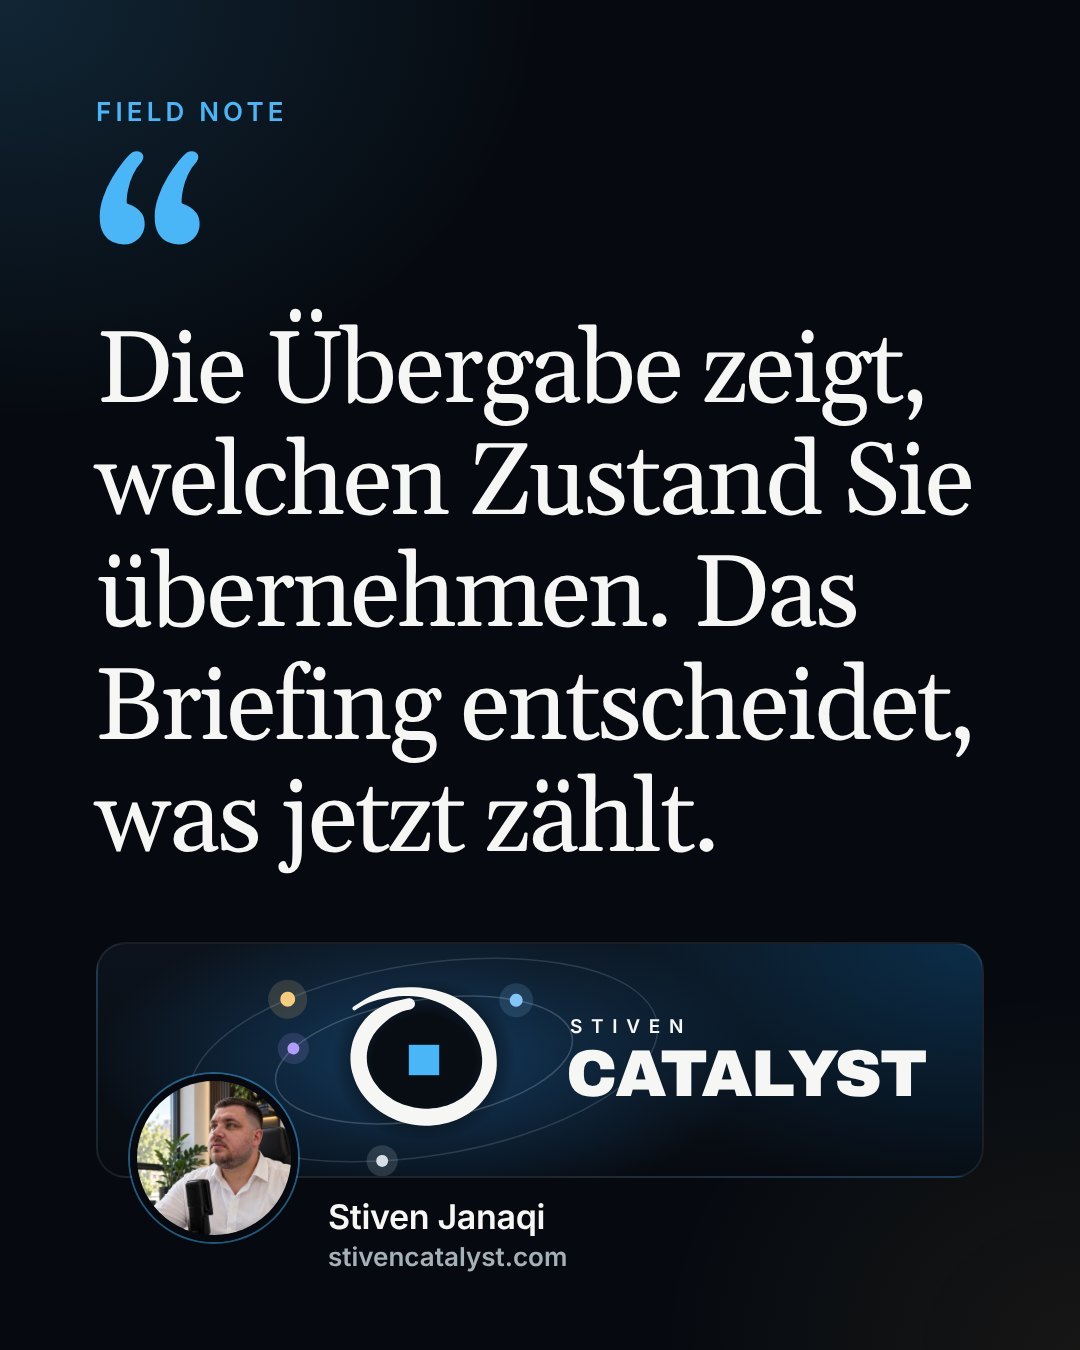 FIELD NOTE
“
Die Übergabe zeigt,
welchen Zustand Sie
übernehmen. Das
Briefing entscheidet,
was jetzt zählt.
STIVEN
CATALYST
Stiven Janaqi
stivencatalyst.com